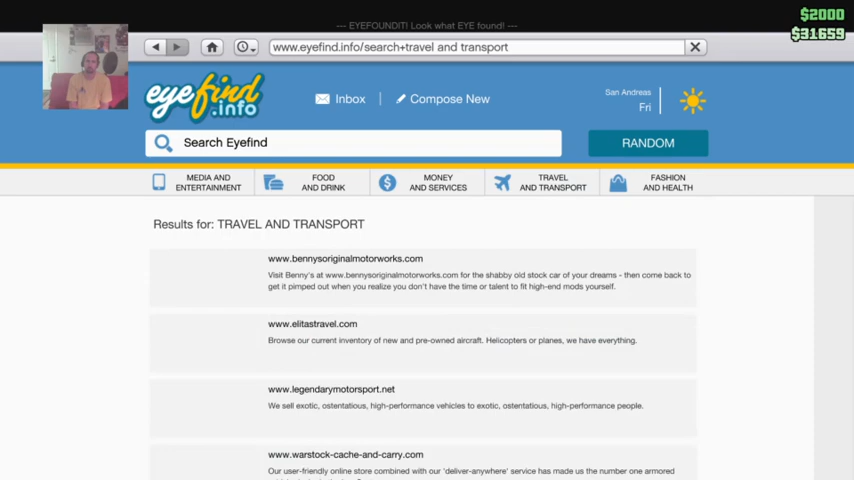 --- EYEFOUNDIT! Look what EYE found! ---
$2000
$31659
www.eyefind.info/search+travel and transport
eyefind
.info
Inbox
Compose New
San Andreas
Fri
Search Eyefind
RANDOM
MEDIA AND
ENTERTAINMENT
FOOD
AND DRINK
MONEY
AND SERVICES
TRAVEL
AND TRANSPORT
FASHION
AND HEALTH
Results for: TRAVEL AND TRANSPORT
www.bennysoriginalmotorworks.com
Visit Benny's at www.bennysoriginalmotorworks.com for the shabby old stock car of your dreams - then come back to
get it pimped out when you realize you don't have the time or talent to fit high-end mods yourself.
www.elitastravel.com
Browse our current inventory of new and pre-owned aircraft. Helicopters or planes, we have everything.
www.legendarymotorsport.net
We sell exotic, ostentatious, high-performance vehicles to exotic, ostentatious, high-performance people.
www.warstock-cache-and-carry.com
Our user-friendly online store combined with our 'deliver-anywhere' service has made us the number one armored